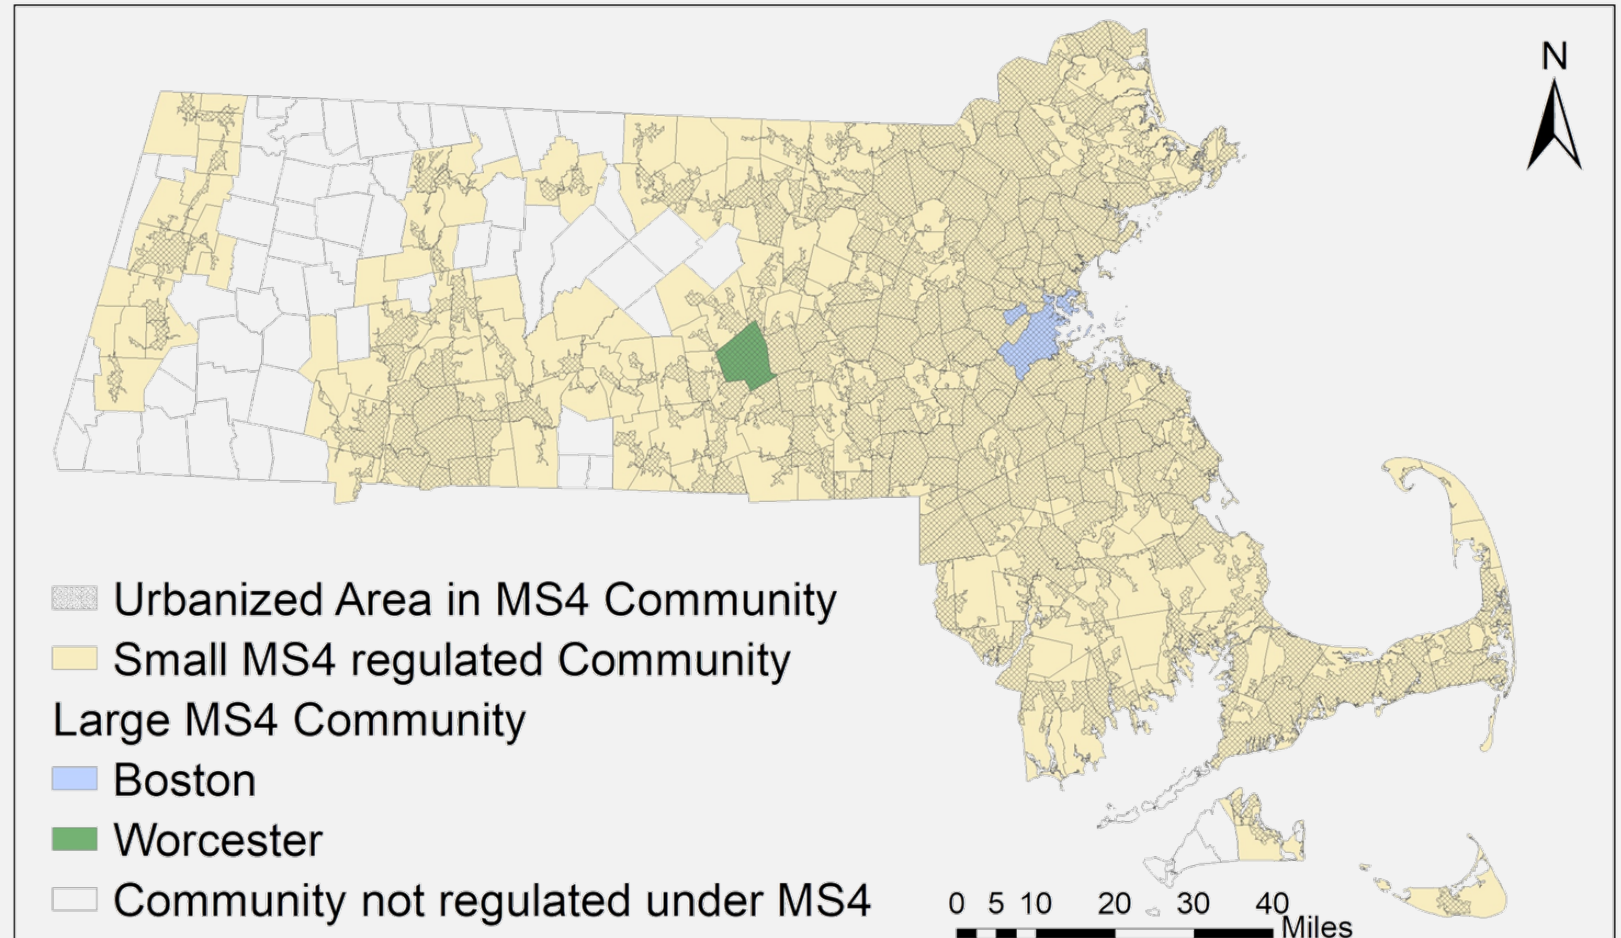 N
Urbanized Area in MS4 Community
Small MS4 regulated Community
Large MS4 Community
Boston
Worcester
Community not regulated under MS4
0 5 10 20 30 40
Miles